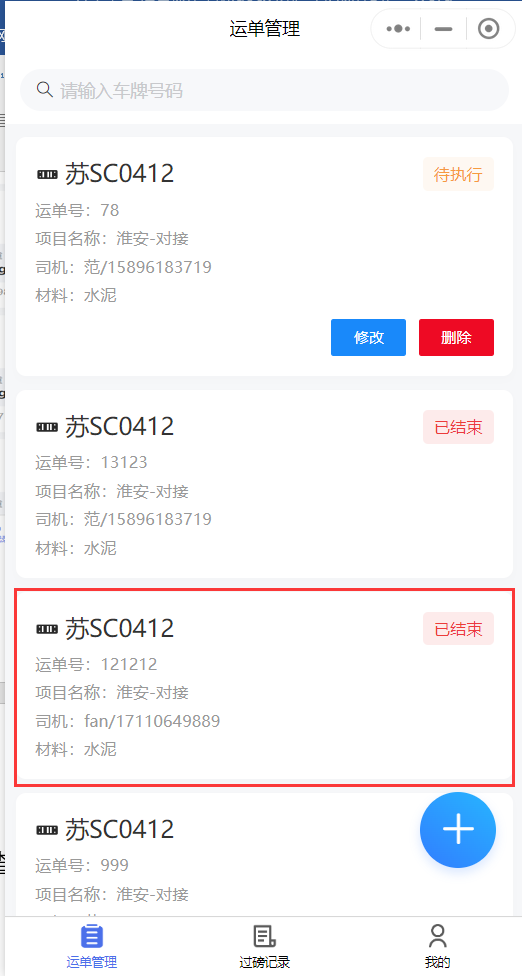 运单管理
请输入车牌号码
苏SC0412
待执行
运单号：78
项目名称：淮安-对接
司机：范/15896183719
材料：水泥
修改
删除
苏SC0412
已结束
运单号：13123
项目名称：淮安-对接
司机：范/15896183719
材料：水泥
苏SC0412
已结束
运单号：121212
项目名称：淮安-对接
司机：fan/17110649889
材料：水泥
苏SC0412
运单号：999
项目名称：淮安-对接
运单管理
过磅记录
我的